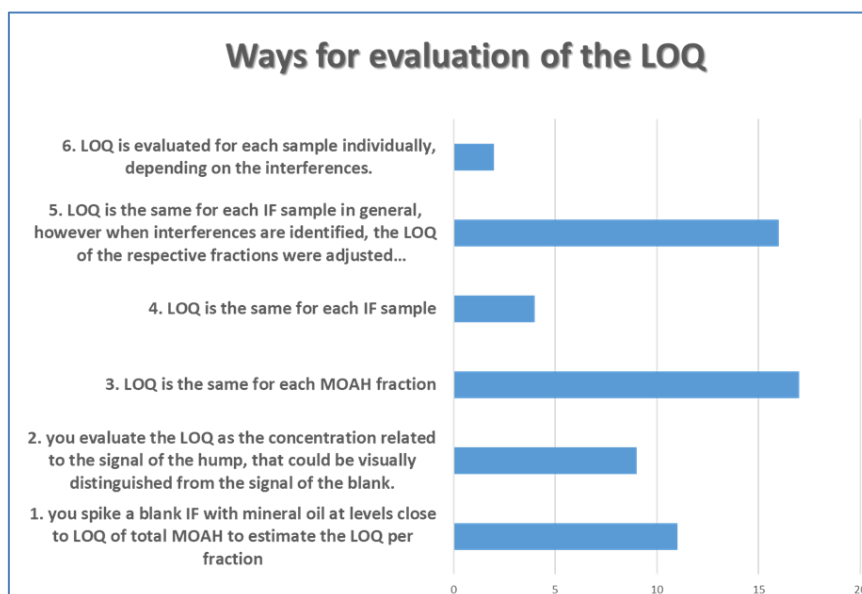 Ways for evaluation of the LOQ
6. LOQ is evaluated for each sample individually,
depending on the interferences.
5. LOQ is the same for each IF sample in general,
however when interferences are identified, the LOQ
of the respective fractions were adjusted…
4. LOQ is the same for each IF sample
3. LOQ is the same for each MOAH fraction
2. you evaluate the LOQ as the concentration related
to the signal of the hump, that could be visually
distinguished from the signal of the blank.
1. you spike a blank IF with mineral oil at levels close
to LOQ of total MOAH to estimate the LOQ per
fraction
0 5 10 15 20